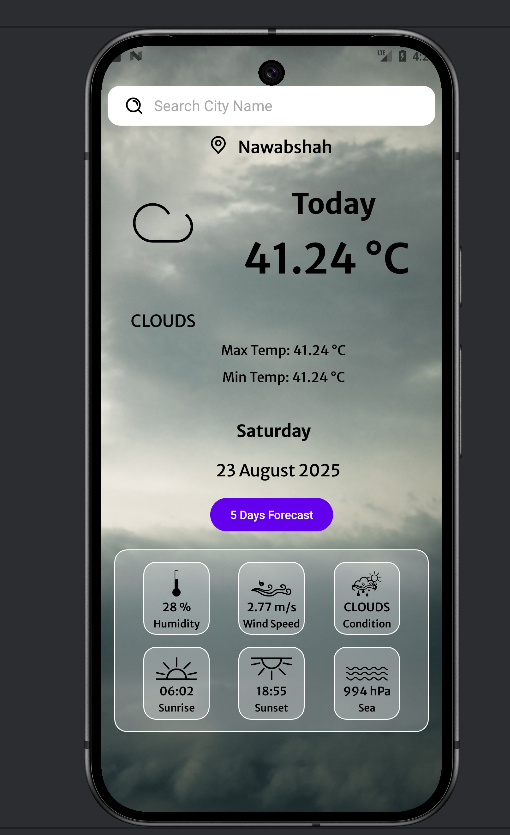 Search City Name
Nawabshah
Today
41.24 °C
CLOUDS
Max Temp: 41.24 °C
Min Temp: 41.24 °C
Saturday
23 August 2025
5 Days Forecast
28 %
2.77 m/s
CLOUDS
Humidity
Wind Speed
Condition
06:02
18:55
994 hPa
Sunrise
Sunset
Sea